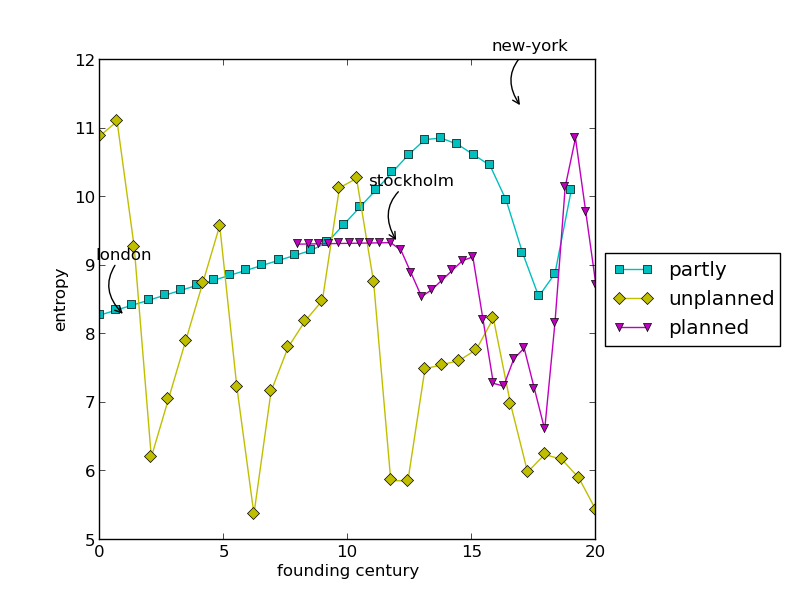 new-york
12
11
10
9
8
7
6
5
entropy
stockholm
london
partly
unplanned
planned
0
5
10
15
20
founding century